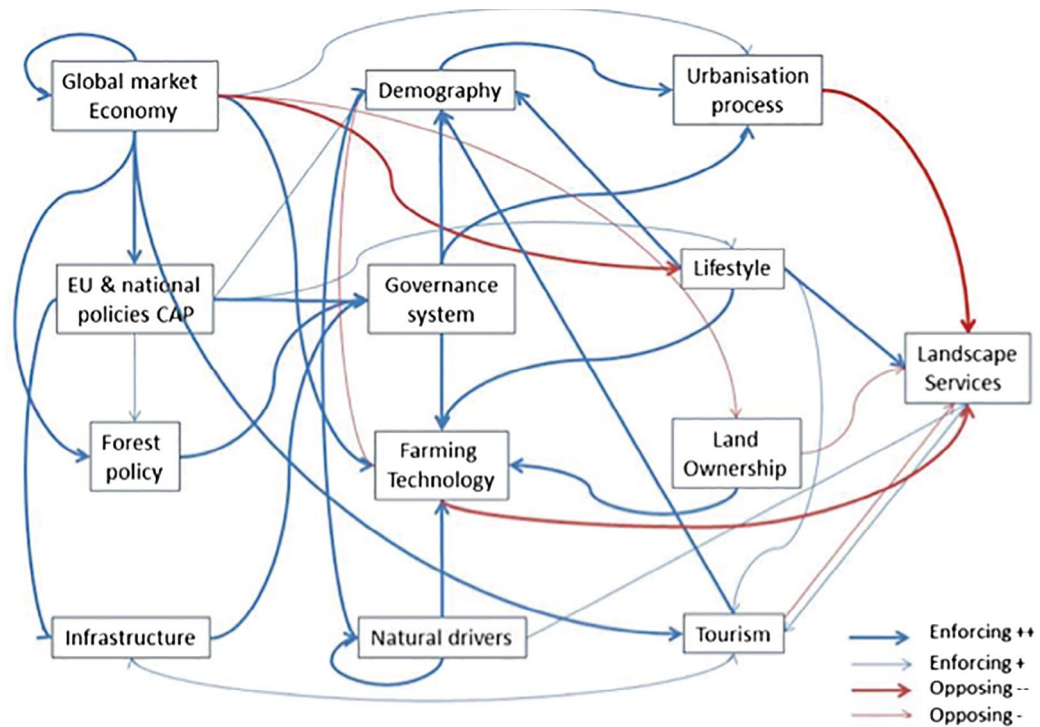 Global market
Economy
Demography
Urbanisation
process
EU & national
policies CAP
Governance
system
Lifestyle
Landscape
Services
Forest
policy
Farming
Technology
Land
Ownership
Infrastructure
Natural drivers
Tourism
Enforcing ++
Enforcing +
Opposing --
Opposing -